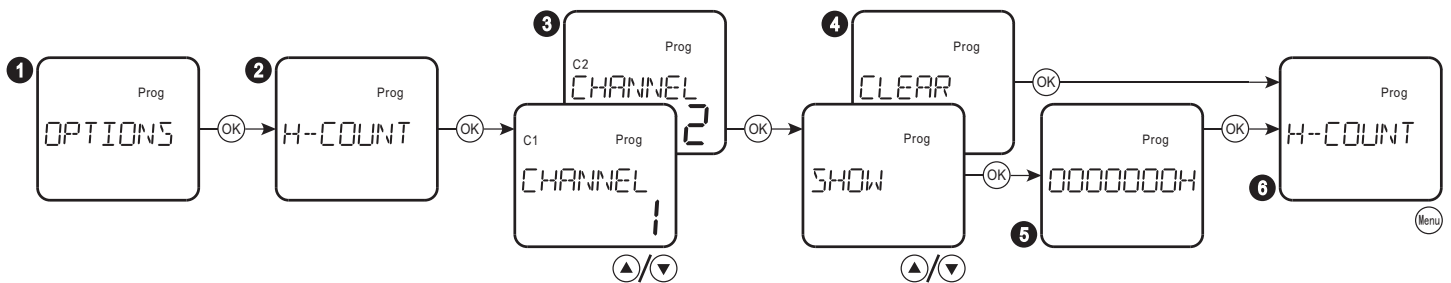 1
Prog
OPTIONS
OK
2
Prog
H-COUNT
OK
3
Prog
C2
CHANNEL
2
C1
Prog
CHANNEL
1
OK
4
Prog
CLEAR
OK
Prog
SHOW
OK
5
Prog
0000000H
OK
Prog
H-COUNT
6
Menu
/
/